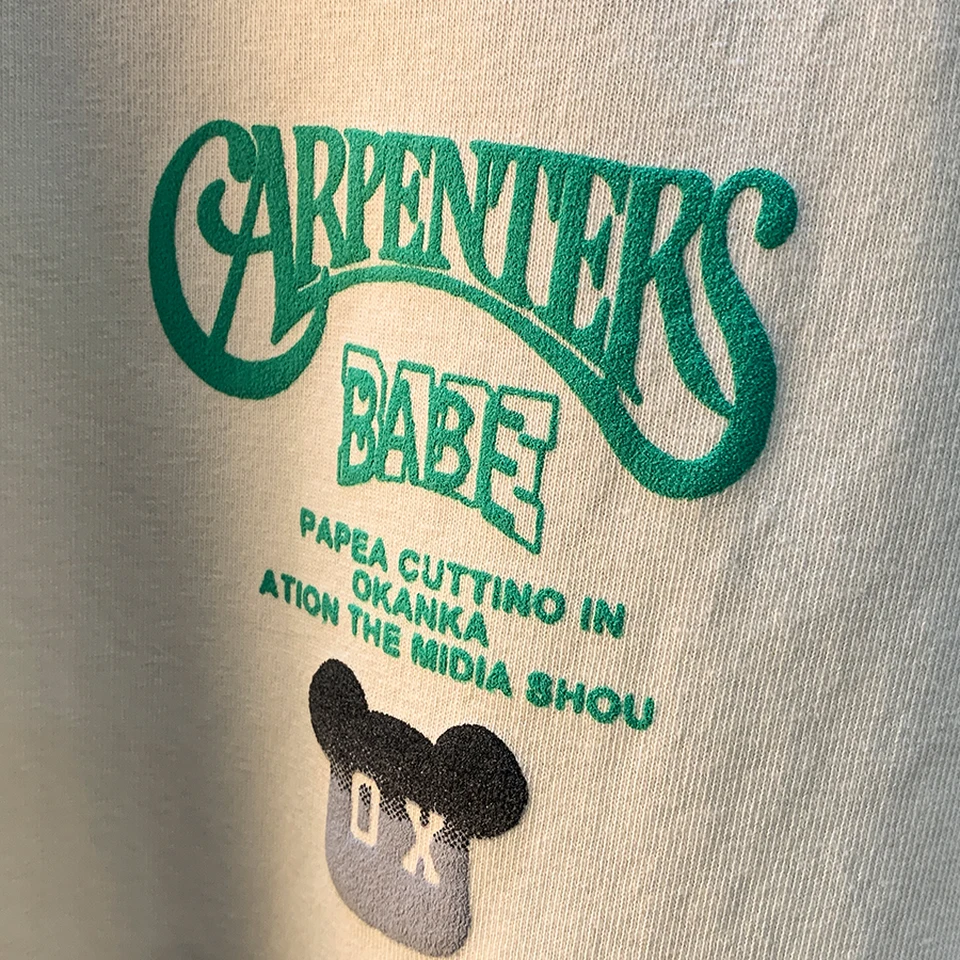 CARPENTERS
BABE
PAPEA CUTTINO IN
OKANKA
ATION THE MIDIA SHOU
OX